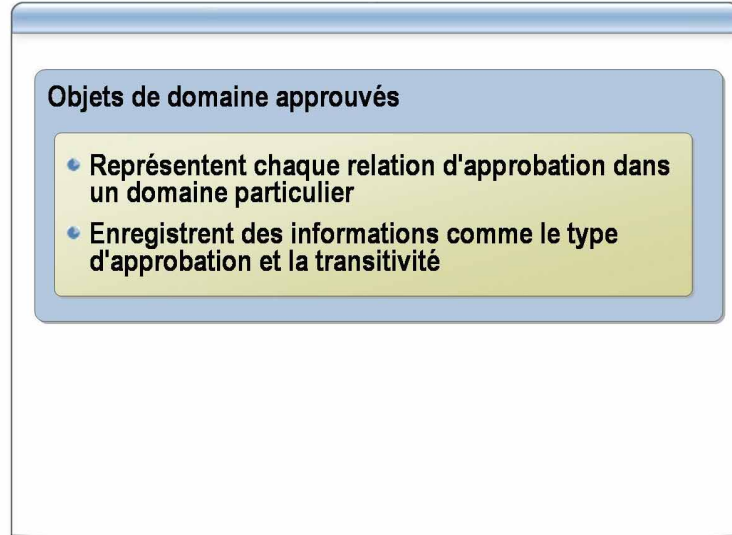 Objets de domaine approuvés
Représentent chaque relation d'approbation dans
un domaine particulier
Enregistrent des informations comme le type
d'approbation et la transitivité